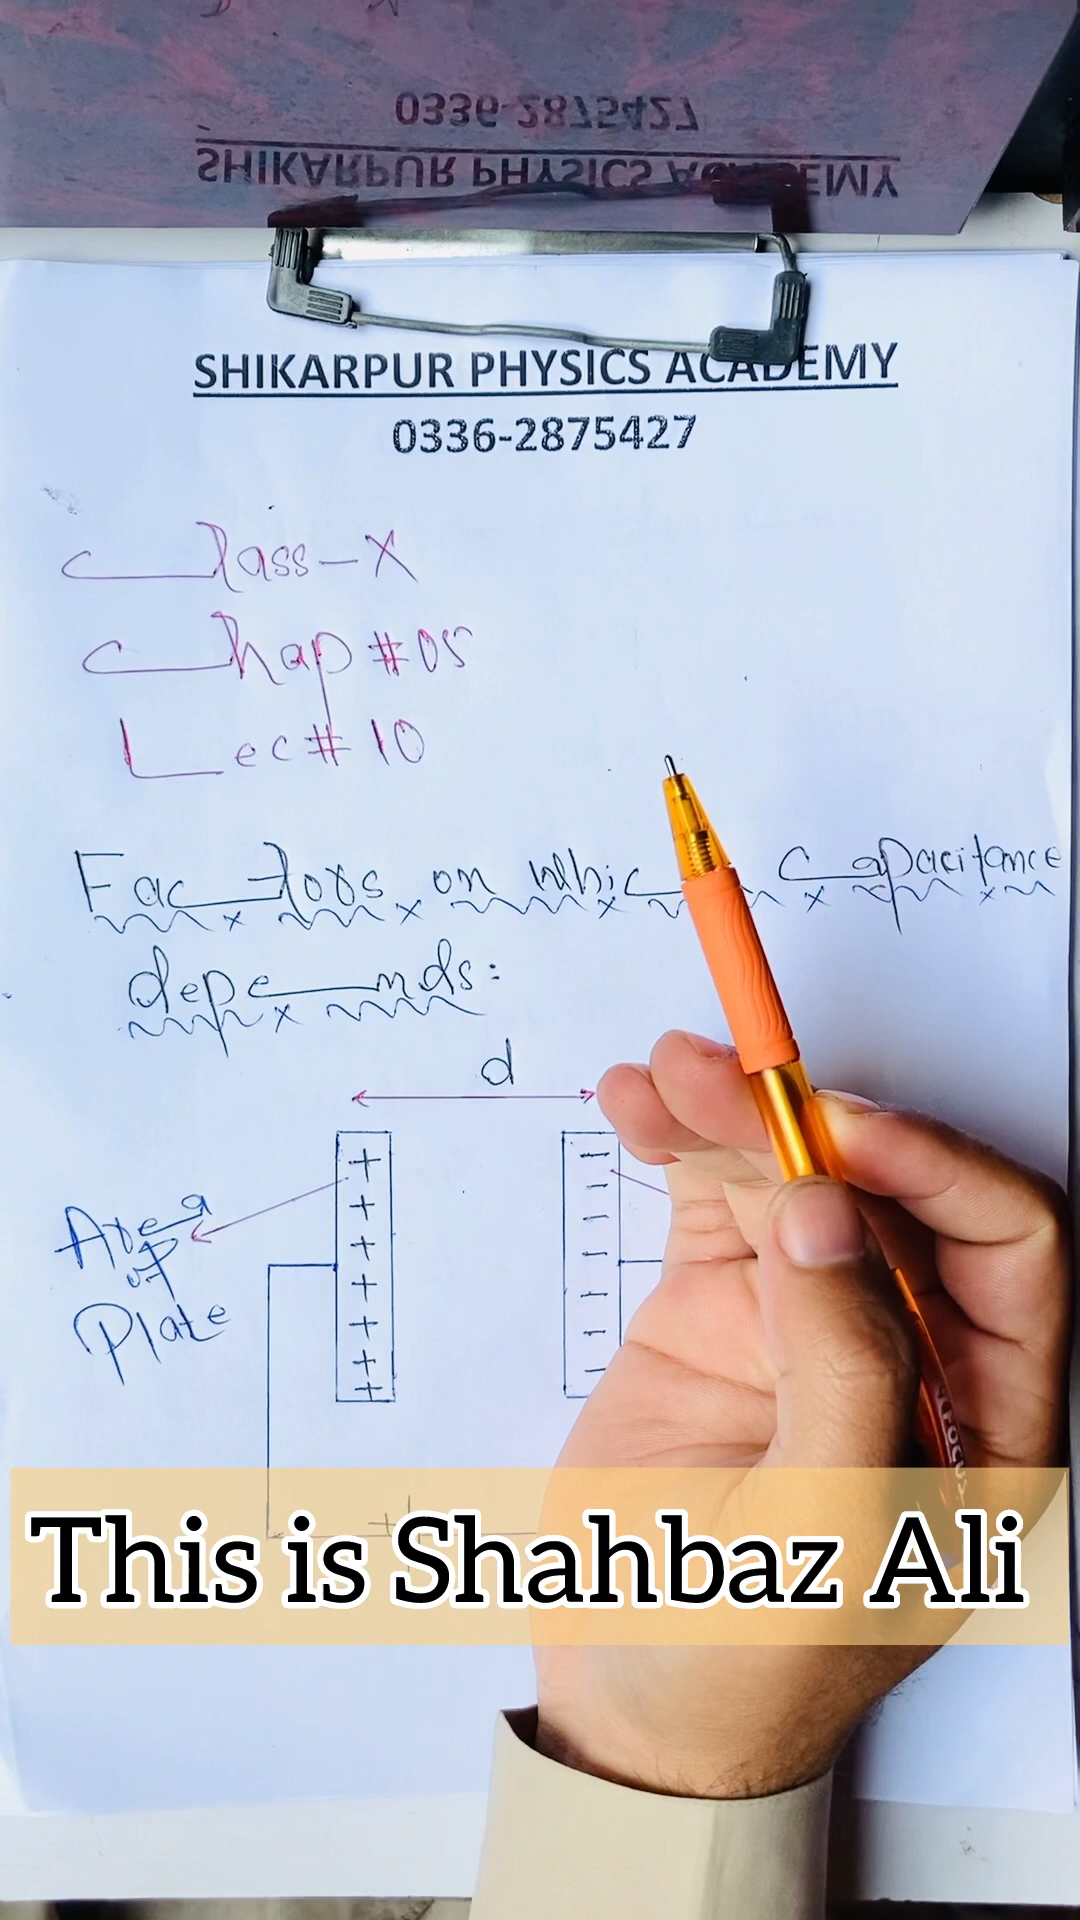 0336-2875427
SHIKARPUR PHYSICS ACADEMY
SHIKARPUR PHYSICS ACADEMY
0336-2875427
Class-X
Chap #05
Lec# 10
Factors on which Capacitance
depends:
d
+ + + + + + +
- - - - - - -
Area
of
Plate
+
This is Shahbaz Ali
FOCUS